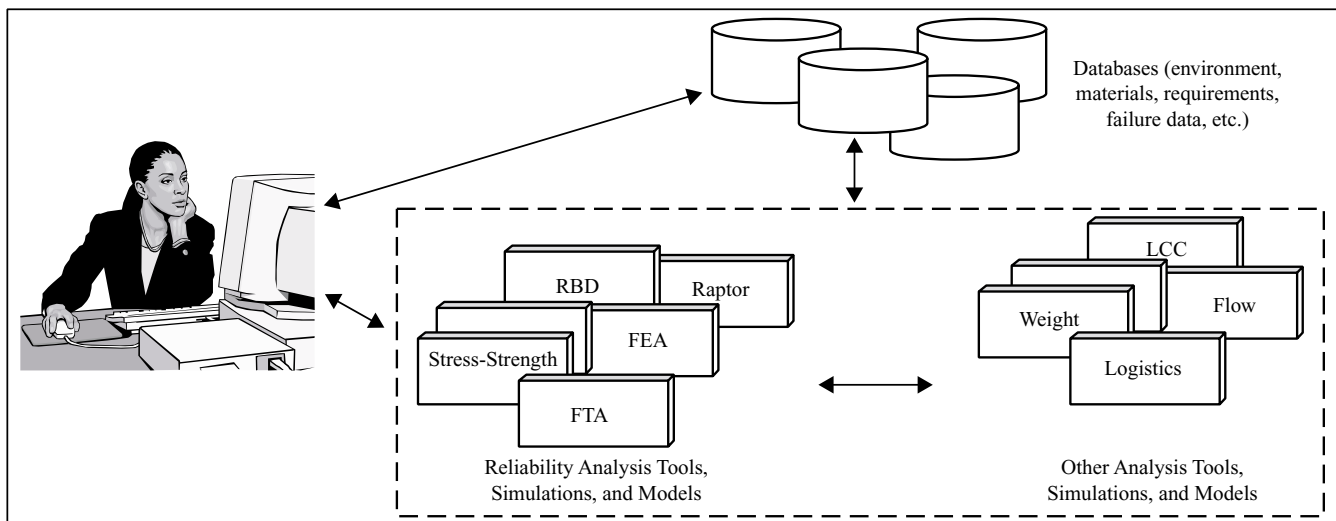 Databases (environment,
materials, requirements,
failure data, etc.)
RBD
Raptor
FEA
Stress-Strength
FTA
Reliability Analysis Tools,
Simulations, and Models
LCC
Flow
Weight
Logistics
Other Analysis Tools,
Simulations, and Models